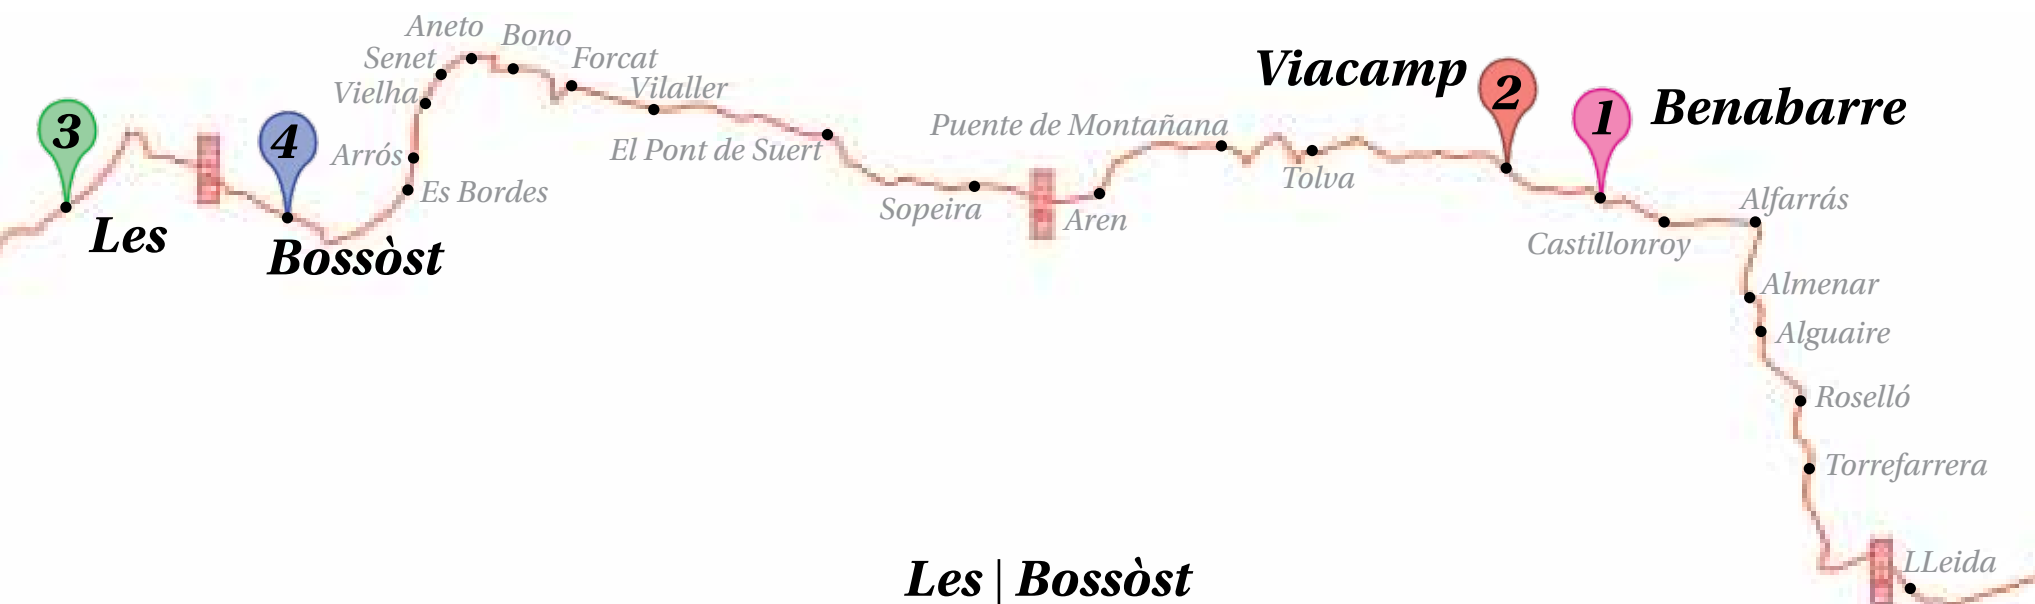 Aneto
Bono
Senet
Forcat
Vielha
Vilaller
Viacamp
2
1
Benabarre
3
4
Arrós
El Pont de Suert
Puente de Montañana
Es Bordes
Tolva
Sopeira
Aren
Alfarrás
Les
Bossòst
Castillonroy
Almenar
Alguaire
Roselló
Torrefarrera
LLeida
Les | Bossòst